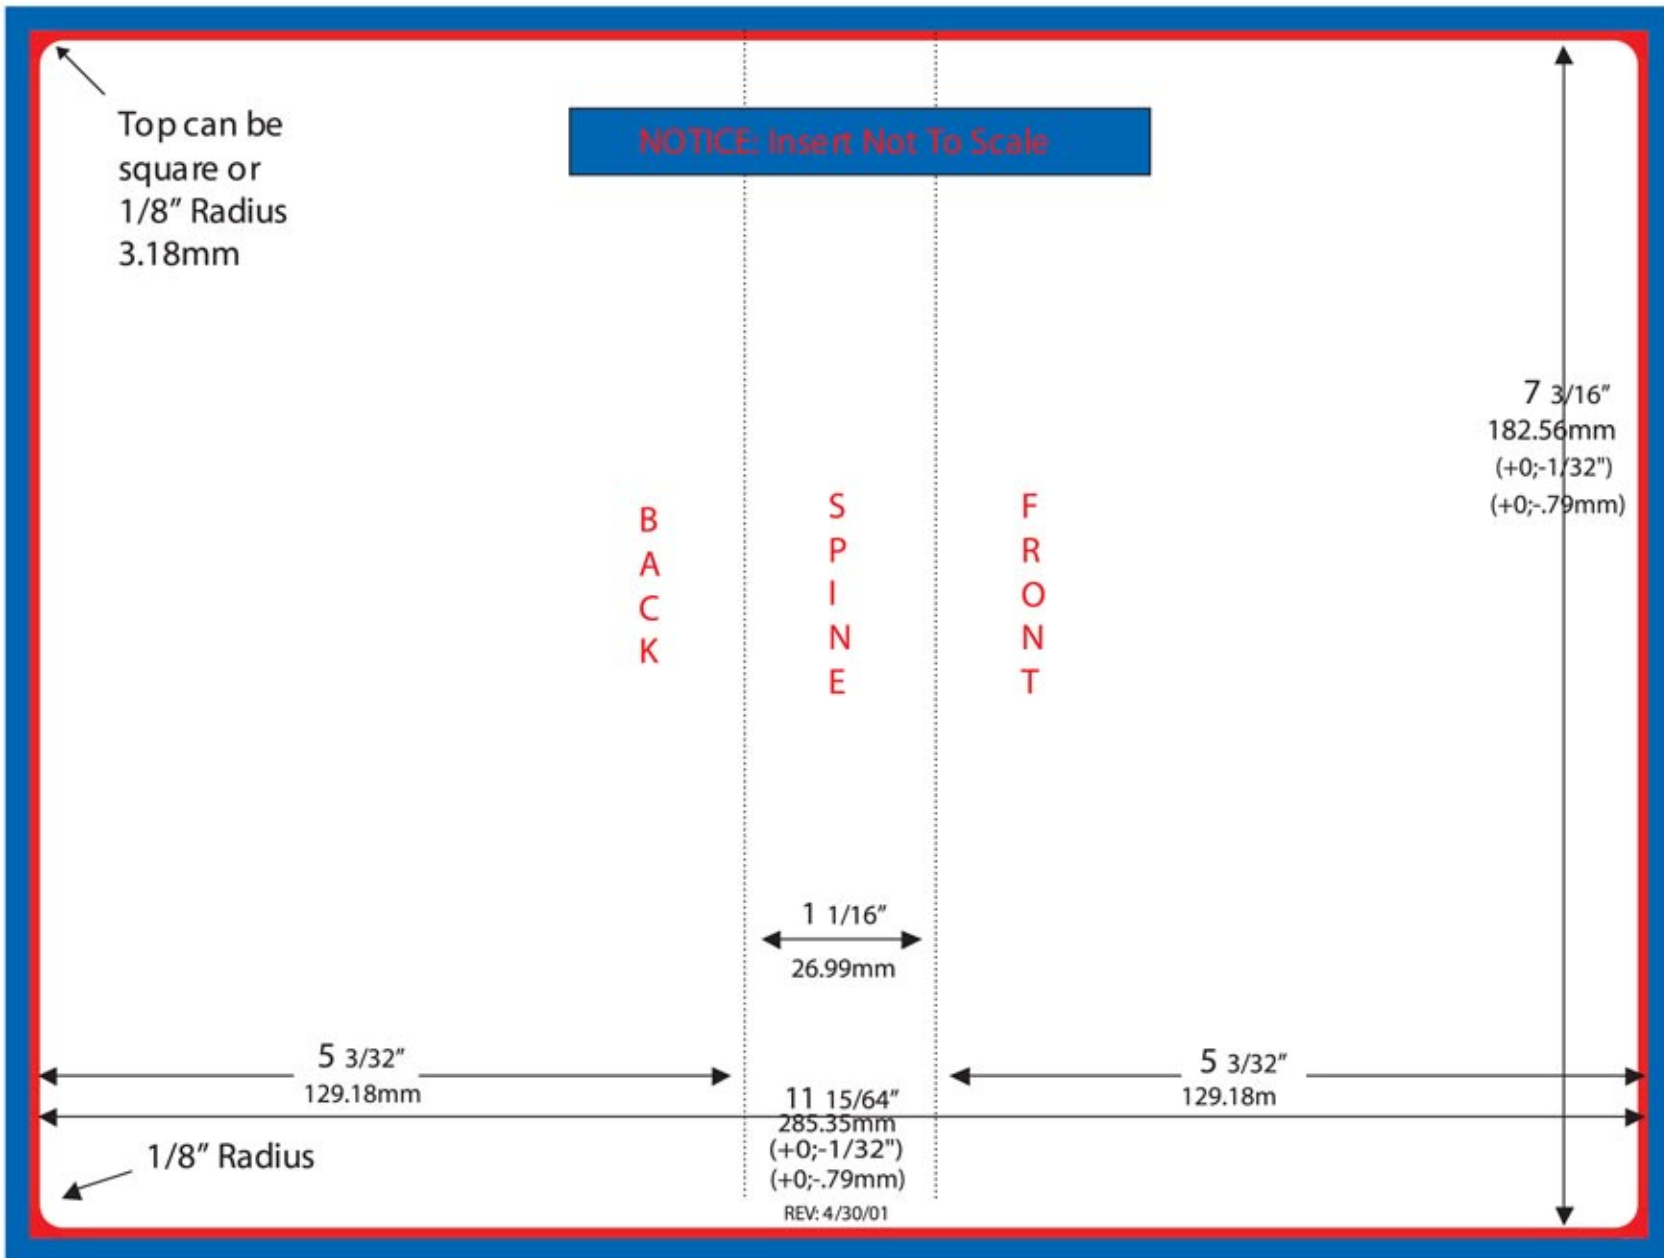 Top can be
square or
1/8” Radius
3.18mm
NOTICE: Insert Not To Scale
7 3/16”
182.56mm
(+0;-1/32")
(+0;-.79mm)
B
A
C
K
S
P
I
N
E
F
R
O
N
T
1 1/16”
26.99mm
5 3/32”
129.18mm
5 3/32”
129.18m
11 15/64”
285.35mm
(+0;-1/32")
(+0;-.79mm)
1/8” Radius
REV: 4/30/01